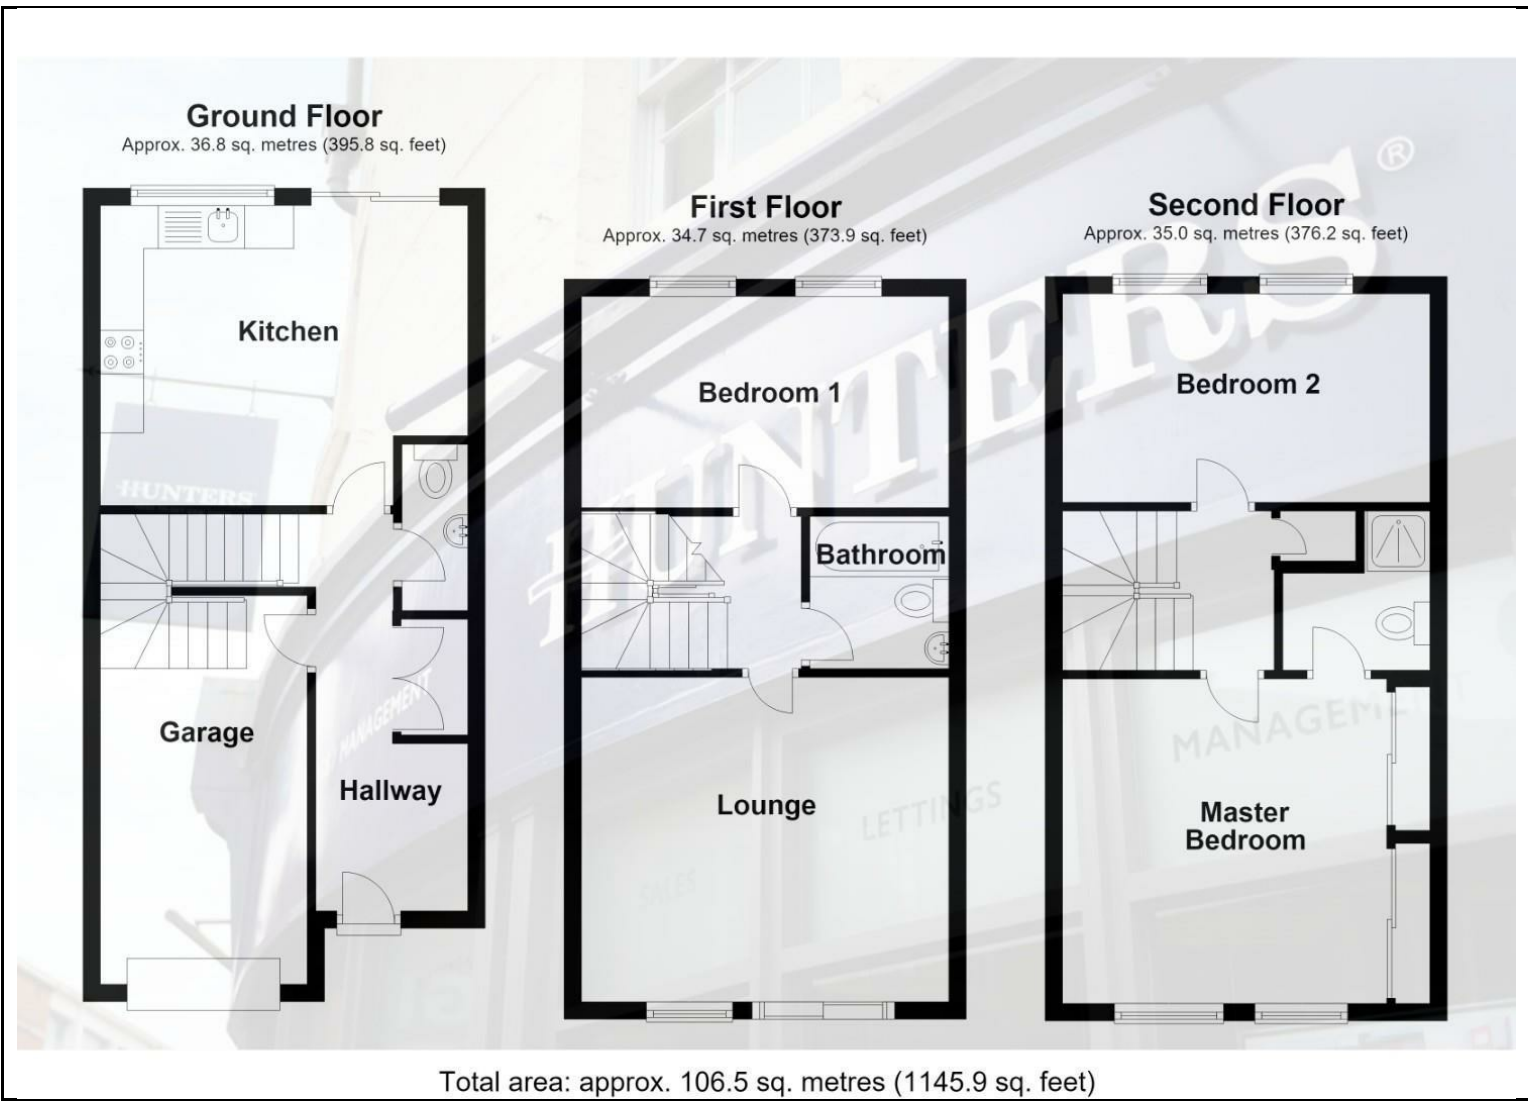 Ground Floor
Approx. 36.8 sq. metres (395.8 sq. feet)
Kitchen
HUNTERS
Garage
Hallway
MANAGEMENT
First Floor
Approx. 34.7 sq. metres (373.9 sq. feet)
Bedroom 1
Bathroom
Lounge
HUNTERS®
SALES
LETTINGS
MANAGEMENT
Second Floor
Approx. 35.0 sq. metres (376.2 sq. feet)
Bedroom 2
Master
Bedroom
Total area: approx. 106.5 sq. metres (1145.9 sq. feet)